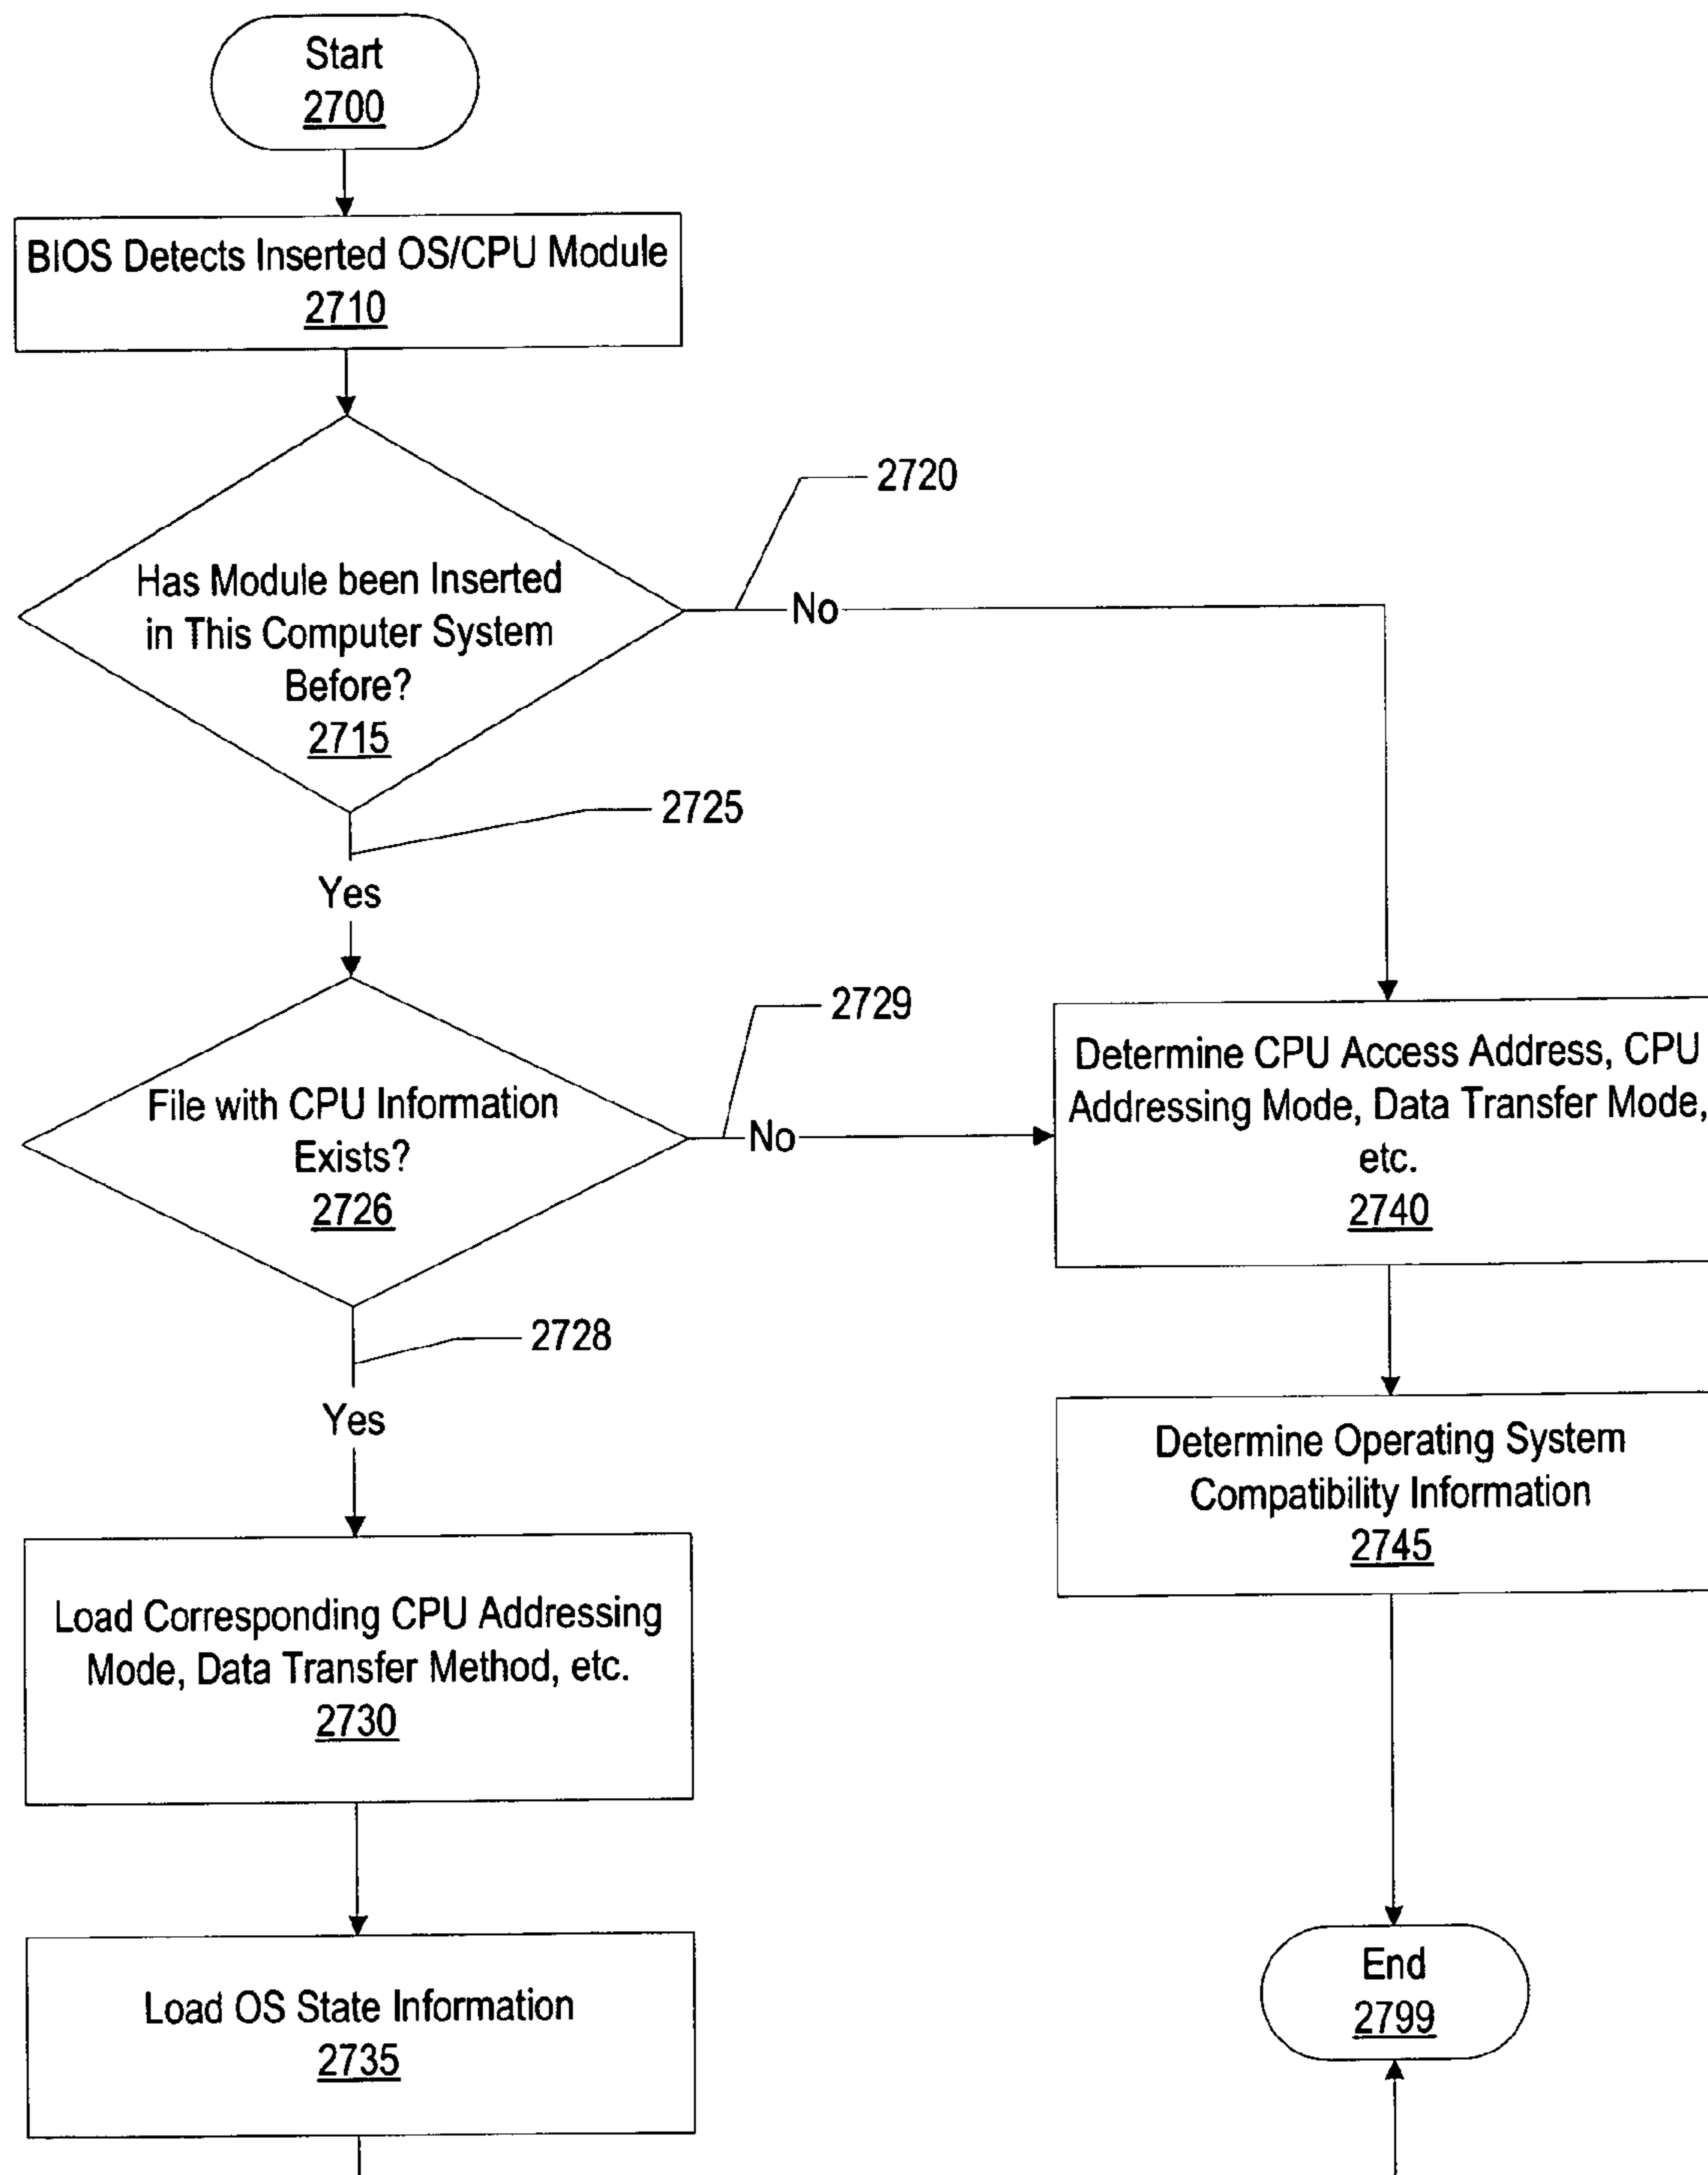 Start
2700
BIOS Detects Inserted OS/CPU Module
2710
2720
Has Module been Inserted
in This Computer System
Before?
2715
No
2725
Yes
2729
File with CPU Information
Exists?
2726
No
Determine CPU Access Address, CPU
Addressing Mode, Data Transfer Mode,
etc.
2740
2728
Yes
Determine Operating System
Compatibility Information
2745
Load Corresponding CPU Addressing
Mode, Data Transfer Method, etc.
2730
Load OS State Information
2735
End
2799